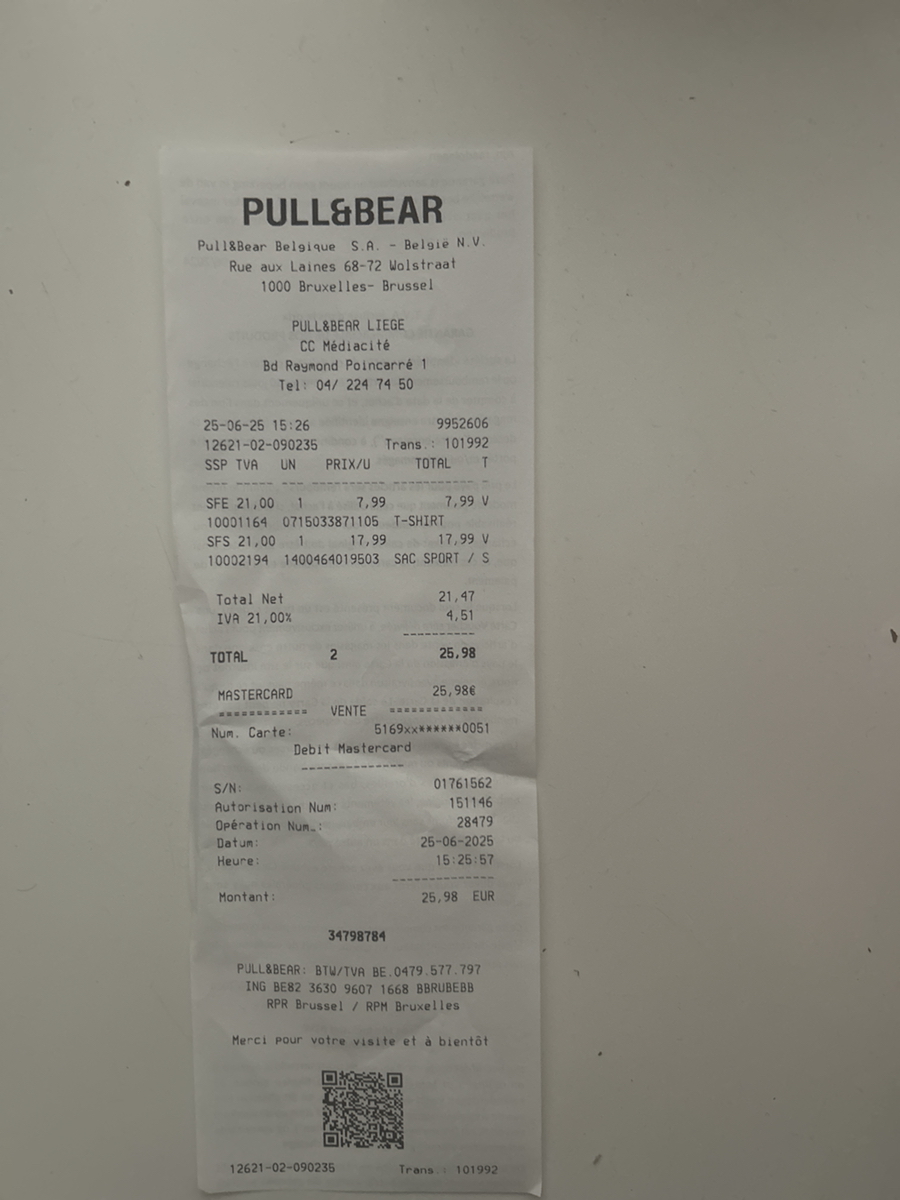 PULL&BEAR
Pull&Bear Belgique S.A. - België N.V.
Rue aux Laines 68-72 Wolstraat
1000 Bruxelles- Brussel
PULL&BEAR LIEGE
CC Médiacité
Bd Raymond Poincarré 1
Tel: 04/ 224 74 50
25-06-25 15:26 9952606
12621-02-090235 Trans.: 101992
SSP TVA UN PRIX/U TOTAL T
--- ---- --- ---------- ----------- -
SFE 21,00 1 7,99 7,99 V
10001164 0715033871105 T-SHIRT
SFS 21,00 1 17,99 17,99 V
10002194 1400464019503 SAC SPORT / S
Total Net 21,47
IVA 21,00% 4,51
----------
TOTAL 2 25,98
MASTERCARD 25,98€
============ VENTE =============
Num. Carte: 5169xx******0051
Debit Mastercard
--------------
S/N: 01761562
Autorisation Num: 151146
Opération Num.: 28479
Datum: 25-06-2025
Heure: 15:25:57
--------------
Montant: 25,98 EUR
34798784
PULL&BEAR: BTW/TVA BE.0479.577.797
ING BE82 3630 9607 1668 BBRUBEBB
RPR Brussel / RPM Bruxelles
Merci pour votre visite et à bientôt
12621-02-090235 Trans.: 101992